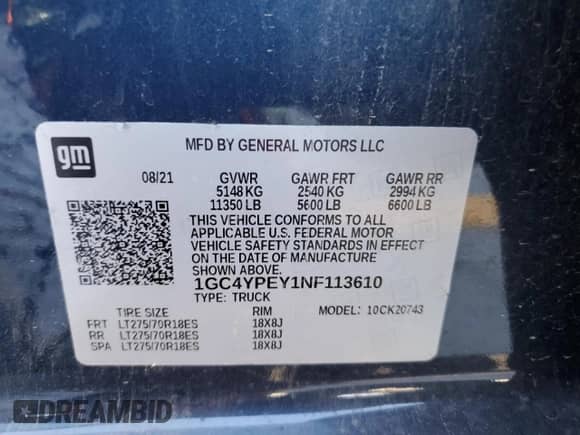 gm
MFD BY GENERAL MOTORS LLC
08/21 GVWR GAWR FRT GAWR RR
5148 KG 2540 KG 2994 KG
11350 LB 5600 LB 6600 LB
THIS VEHICLE CONFORMS TO ALL
APPLICABLE U.S. FEDERAL MOTOR
VEHICLE SAFETY STANDARDS IN EFFECT
ON THE DATE OF MANUFACTURE
SHOWN ABOVE.
1GC4YPEY1NF113610
TYPE: TRUCK
TIRE SIZE RIM MODEL: 10CK20743
FRT LT275/70R18ES 18X8J
RR LT275/70R18ES 18X8J
SPA LT275/70R18ES 18X8J
DREAMBID